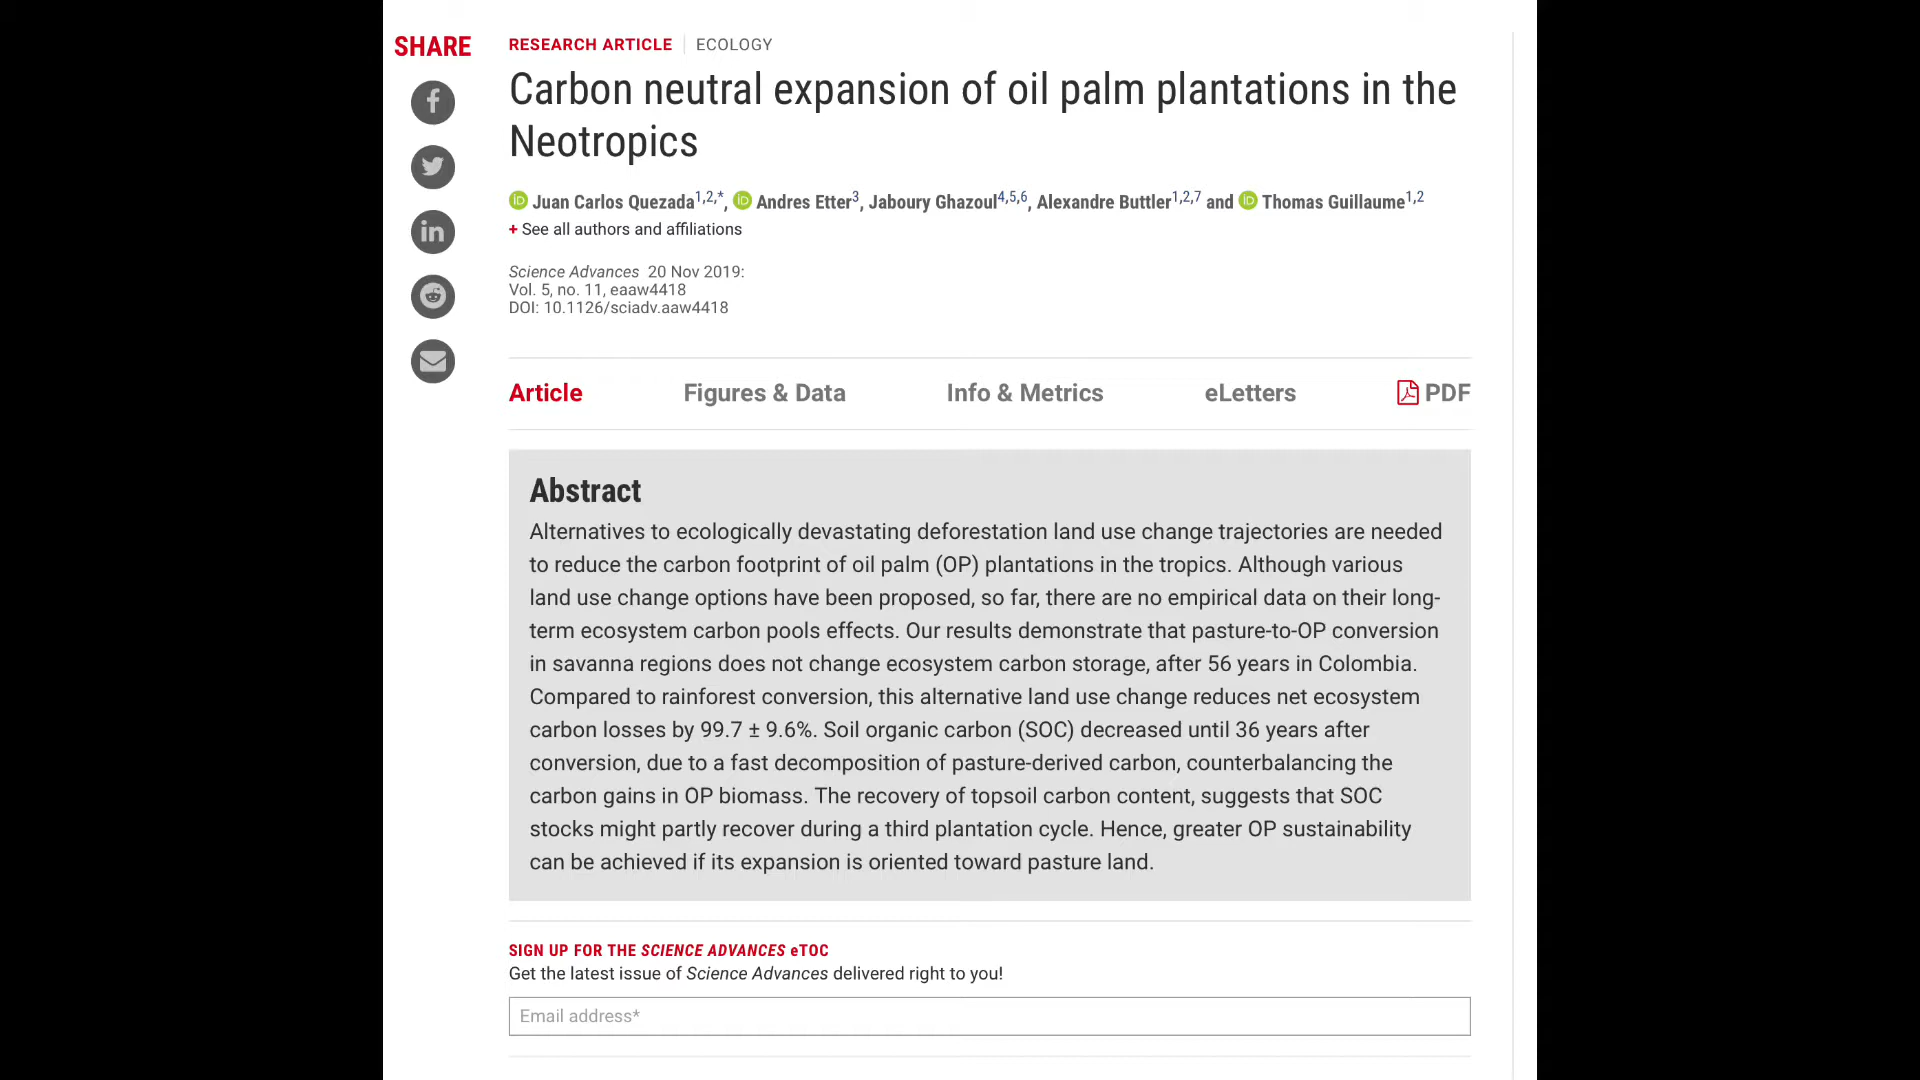 SHARE
RESEARCH ARTICLE | ECOLOGY
Carbon neutral expansion of oil palm plantations in the
Neotropics
iD Juan Carlos Quezada1,2,*, iD Andres Etter3, Jaboury Ghazoul4,5,6, Alexandre Buttler1,2,7 and iD Thomas Guillaume1,2
+ See all authors and affiliations
Science Advances 20 Nov 2019:
Vol. 5, no. 11, eaaw4418
DOI: 10.1126/sciadv.aaw4418
Article Figures & Data Info & Metrics eLetters PDF
Abstract
Alternatives to ecologically devastating deforestation land use change trajectories are needed
to reduce the carbon footprint of oil palm (OP) plantations in the tropics. Although various
land use change options have been proposed, so far, there are no empirical data on their long-
term ecosystem carbon pools effects. Our results demonstrate that pasture-to-OP conversion
in savanna regions does not change ecosystem carbon storage, after 56 years in Colombia.
Compared to rainforest conversion, this alternative land use change reduces net ecosystem
carbon losses by 99.7 ± 9.6%. Soil organic carbon (SOC) decreased until 36 years after
conversion, due to a fast decomposition of pasture-derived carbon, counterbalancing the
carbon gains in OP biomass. The recovery of topsoil carbon content, suggests that SOC
stocks might partly recover during a third plantation cycle. Hence, greater OP sustainability
can be achieved if its expansion is oriented toward pasture land.
SIGN UP FOR THE SCIENCE ADVANCES eTOC
Get the latest issue of Science Advances delivered right to you!
Email address*